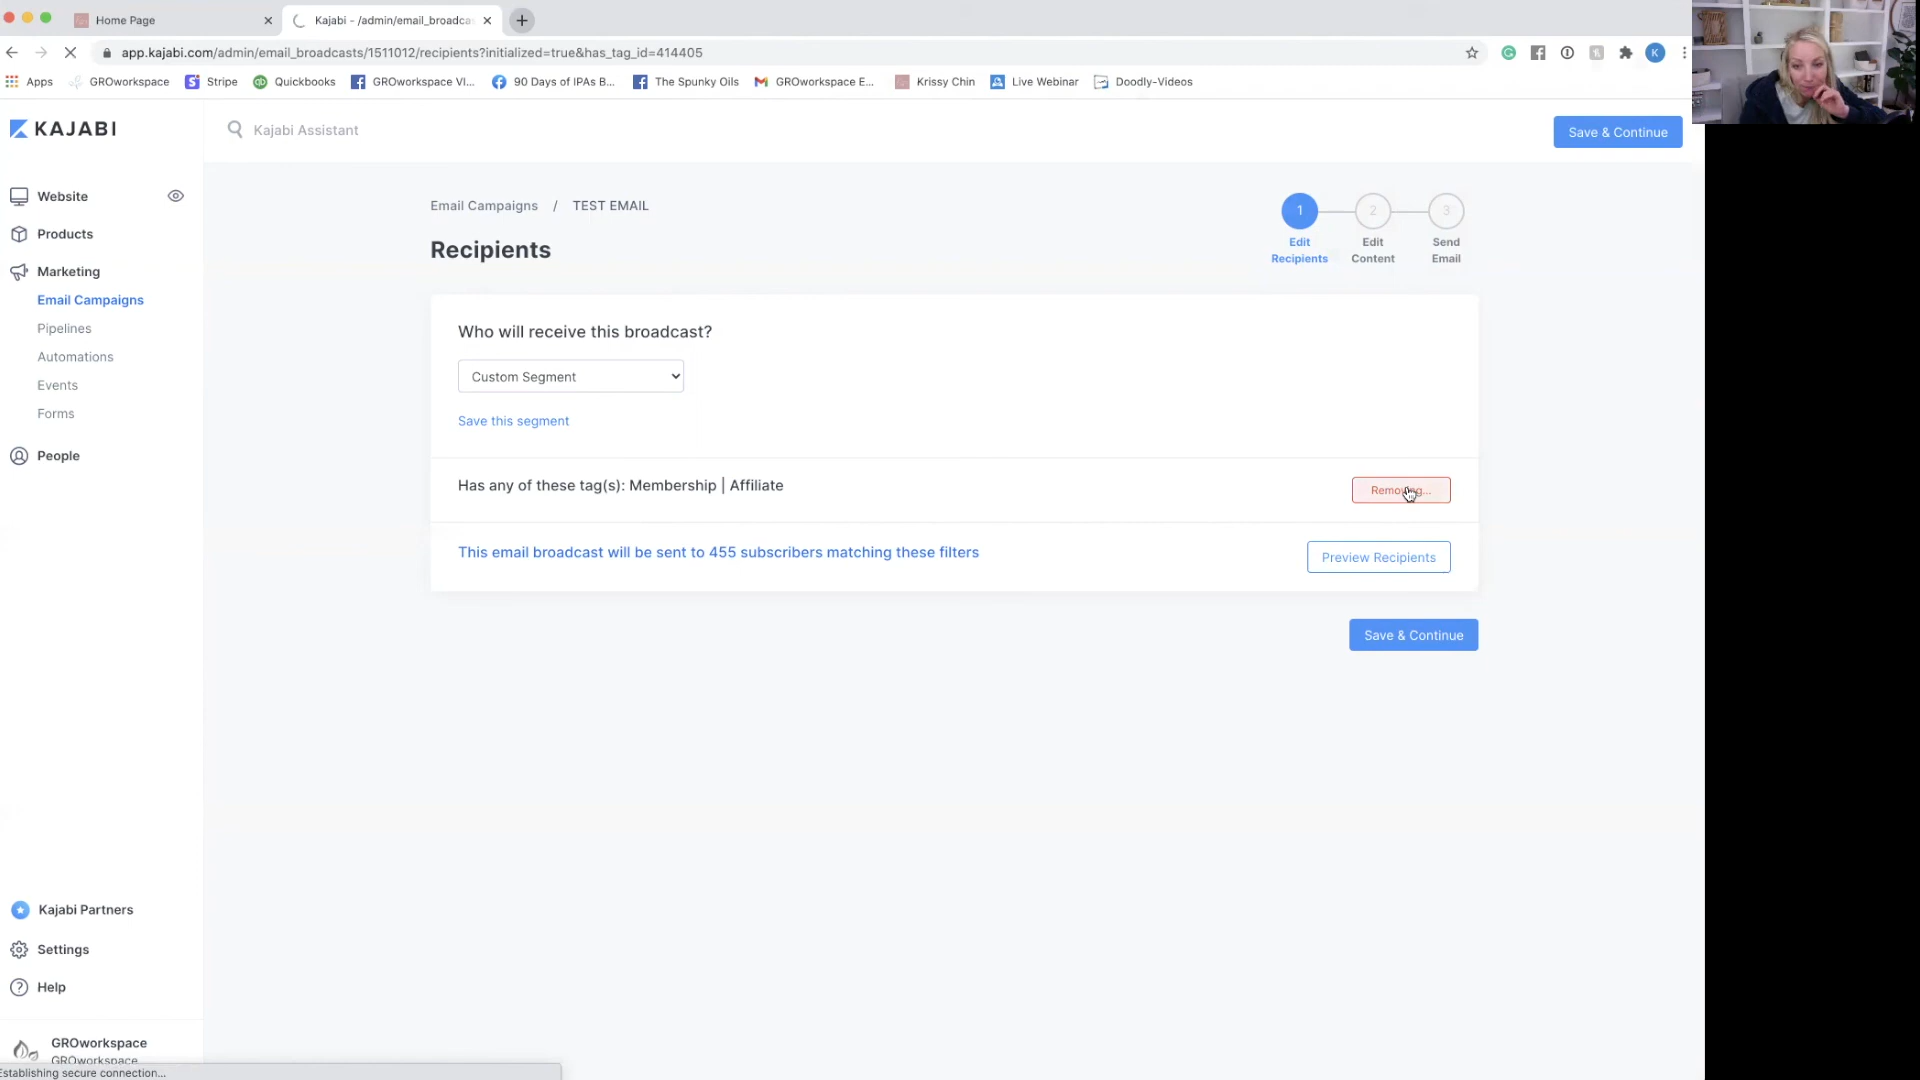 Home Page
Kajabi - /admin/email_broadca
app.kajabi.com/admin/email_broadcasts/1511012/recipients?initialized=true&has_tag_id=414405
K
Apps
GROworkspace
Stripe
Quickbooks
GROworkspace VI...
90 Days of IPAs B...
The Spunky Oils
GROworkspace E...
Krissy Chin
Live Webinar
Doodly-Videos
KAJABI
Kajabi Assistant
Save & Continue
Website
Products
Marketing
Email Campaigns
Pipelines
Automations
Events
Forms
People
Email Campaigns / TEST EMAIL
Recipients
1
2
3
Edit Recipients
Edit Content
Send Email
Who will receive this broadcast?
Custom Segment
Save this segment
Has any of these tag(s): Membership | Affiliate
Removing...
This email broadcast will be sent to 455 subscribers matching these filters
Preview Recipients
Save & Continue
Kajabi Partners
Settings
Help
GROworkspace
GROworkspace
Establishing secure connection...